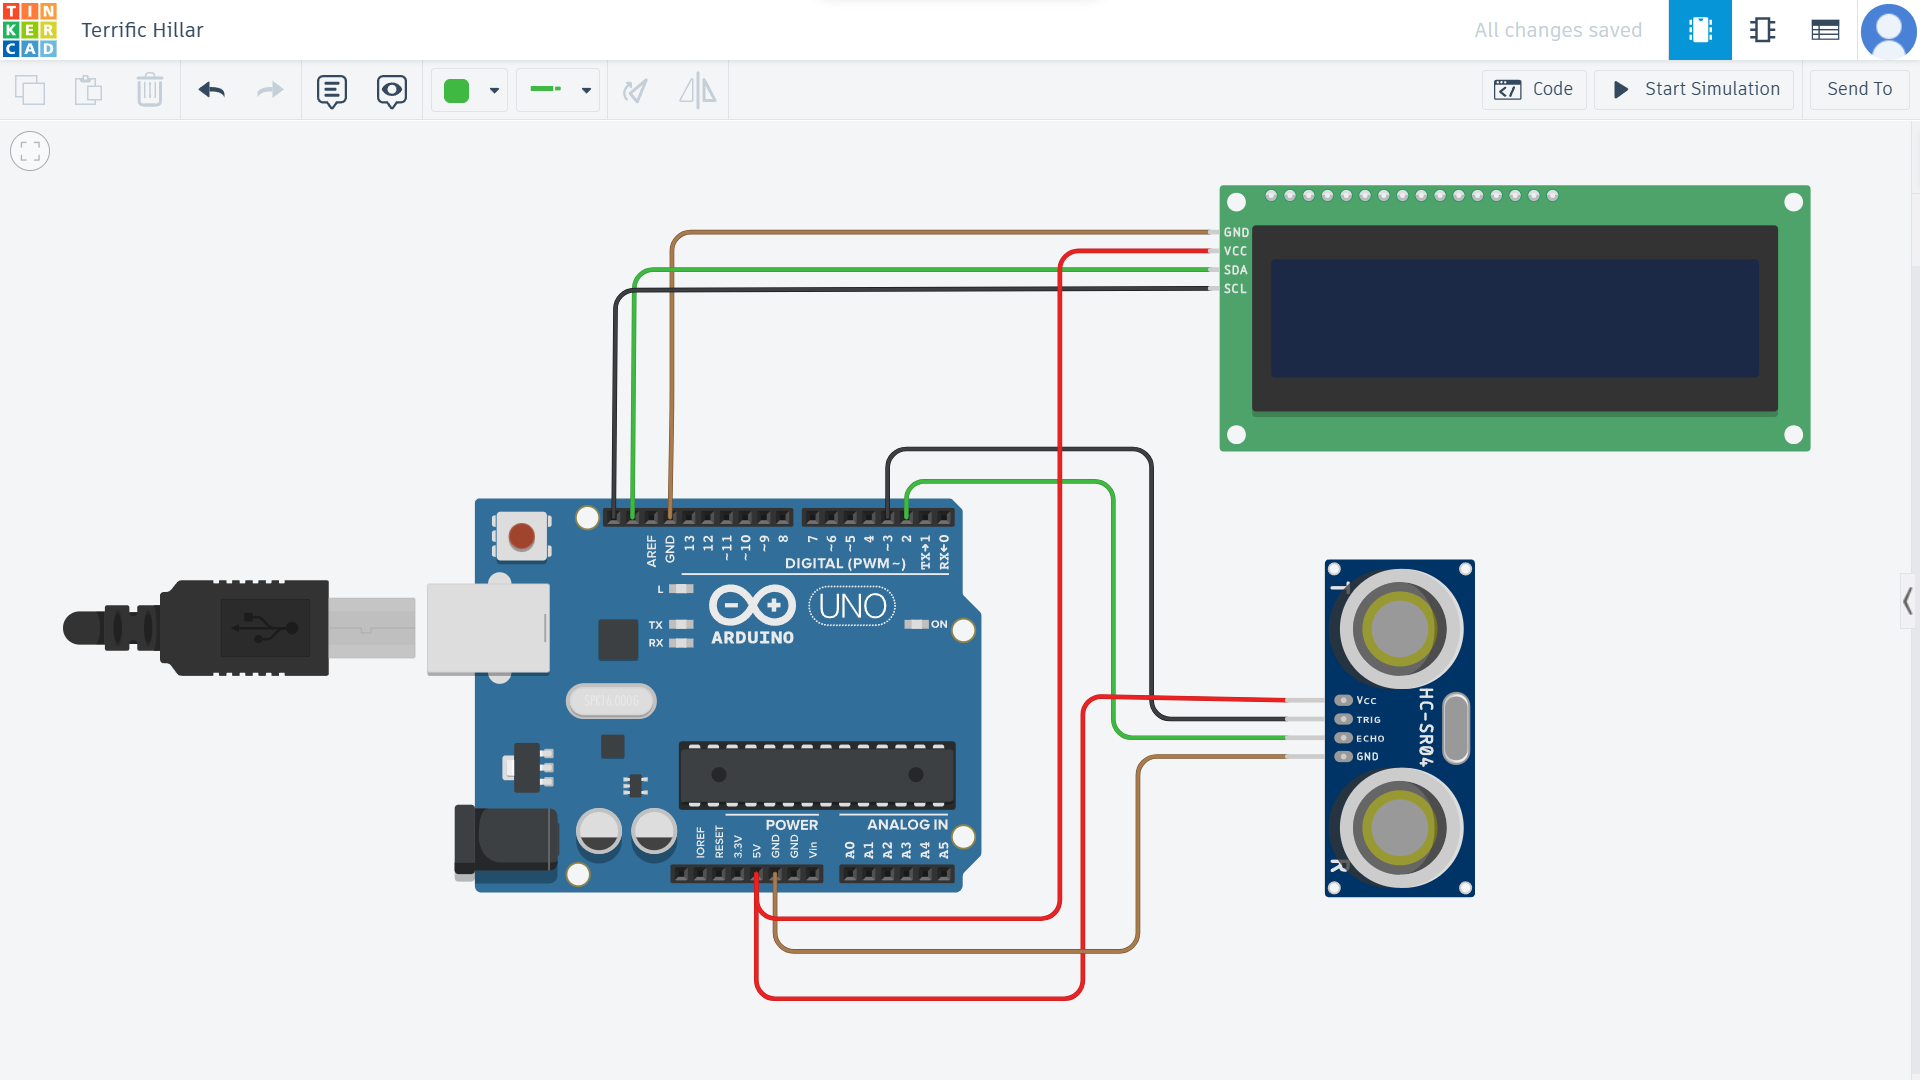 TIN
KER
CAD
Terrific Hillar
All changes saved
Code
Start Simulation
Send To
GND
VCC
SDA
SCL
AREF
GND
13
12
~11
~10
~9
8
7
~6
~5
4
~3
2
TX→1
RX←0
DIGITAL (PWM~)
L
TX
RX
ARDUINO
UNO
ON
SPK16.000G
POWER
ANALOG IN
IOREF
RESET
3.3V
5V
GND
GND
Vin
A0
A1
A2
A3
A4
A5
T
Vcc
TRIG
ECHO
GND
HC-SR04
R